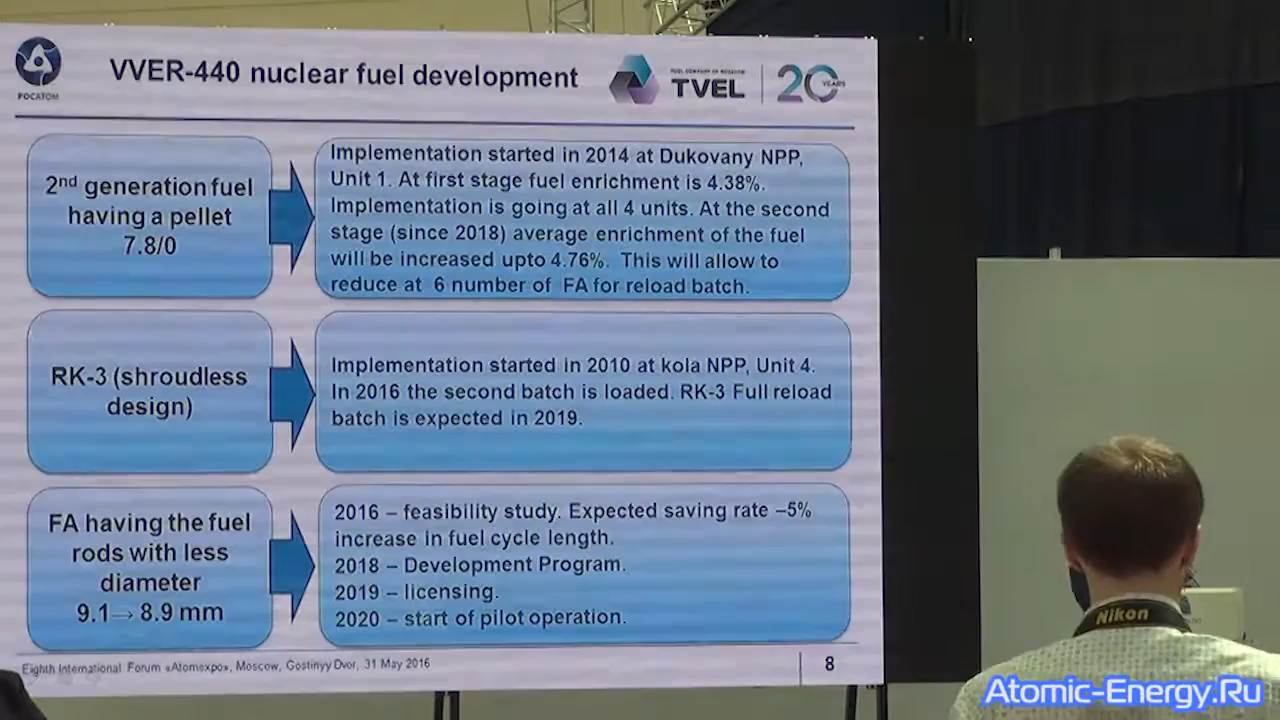 РОСАТОМ
VVER-440 nuclear fuel development
FUEL COMPANY OF ROSATOM
TVEL
20 YEARS
2nd generation fuel
having a pellet
7.8/0
Implementation started in 2014 at Dukovany NPP,
Unit 1. At first stage fuel enrichment is 4.38%.
Implementation is going at all 4 units. At the second
stage (since 2018) average enrichment of the fuel
will be increased upto 4.76%. This will allow to
reduce at 6 number of FA for reload batch.
RK-3 (shroudless
design)
Implementation started in 2010 at kola NPP, Unit 4.
In 2016 the second batch is loaded. RK-3 Full reload
batch is expected in 2019.
FA having the fuel
rods with less
diameter
9.1→ 8.9 mm
2016 – feasibility study. Expected saving rate –5%
increase in fuel cycle length.
2018 – Development Program.
2019 – licensing.
2020 – start of pilot operation.
Eighth International Forum «Atomexpo», Moscow, Gostinyy Dvor, 31 May 2016
8
Nikon
Atomic-Energy.Ru